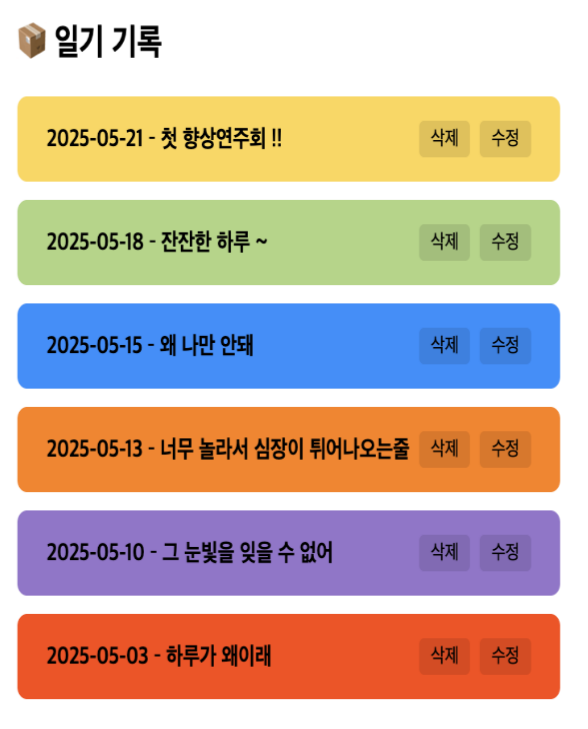 📦 일기 기록
2025-05-21 - 첫 향상연주회 !! 삭제 수정
2025-05-18 - 잔잔한 하루 ~ 삭제 수정
2025-05-15 - 왜 나만 안돼 삭제 수정
2025-05-13 - 너무 놀라서 심장이 튀어나오는줄 삭제 수정
2025-05-10 - 그 눈빛을 잊을 수 없어 삭제 수정
2025-05-03 - 하루가 왜이래 삭제 수정